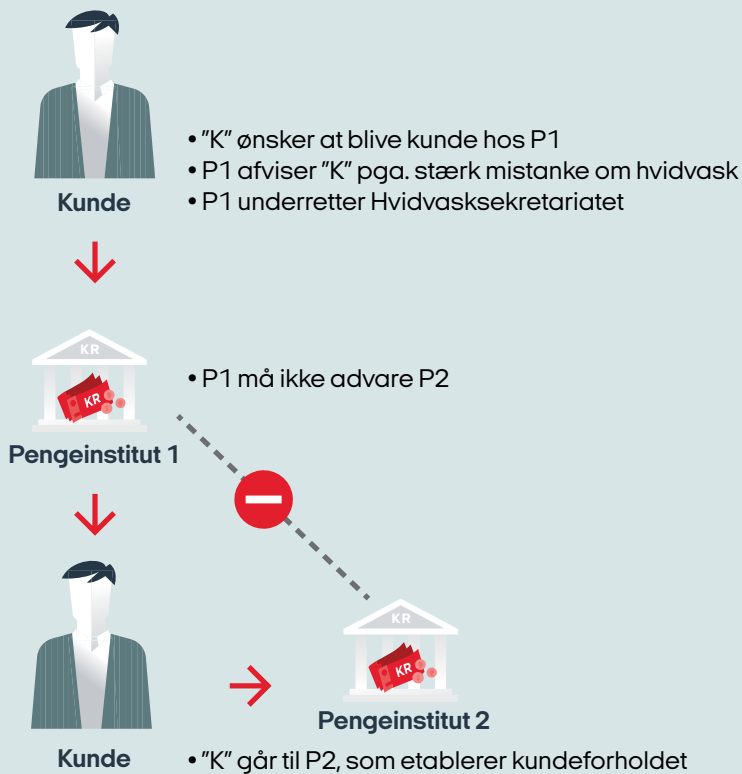 • ”K” ønsker at blive kunde hos P1
• P1 afviser ”K” pga. stærk mistanke om hvidvask
• P1 underretter Hvidvasksekretariatet
Kunde
KR
KR
• P1 må ikke advare P2
Pengeinstitut 1
KR
KR
Pengeinstitut 2
Kunde
• ”K” går til P2, som etablerer kundeforholdet